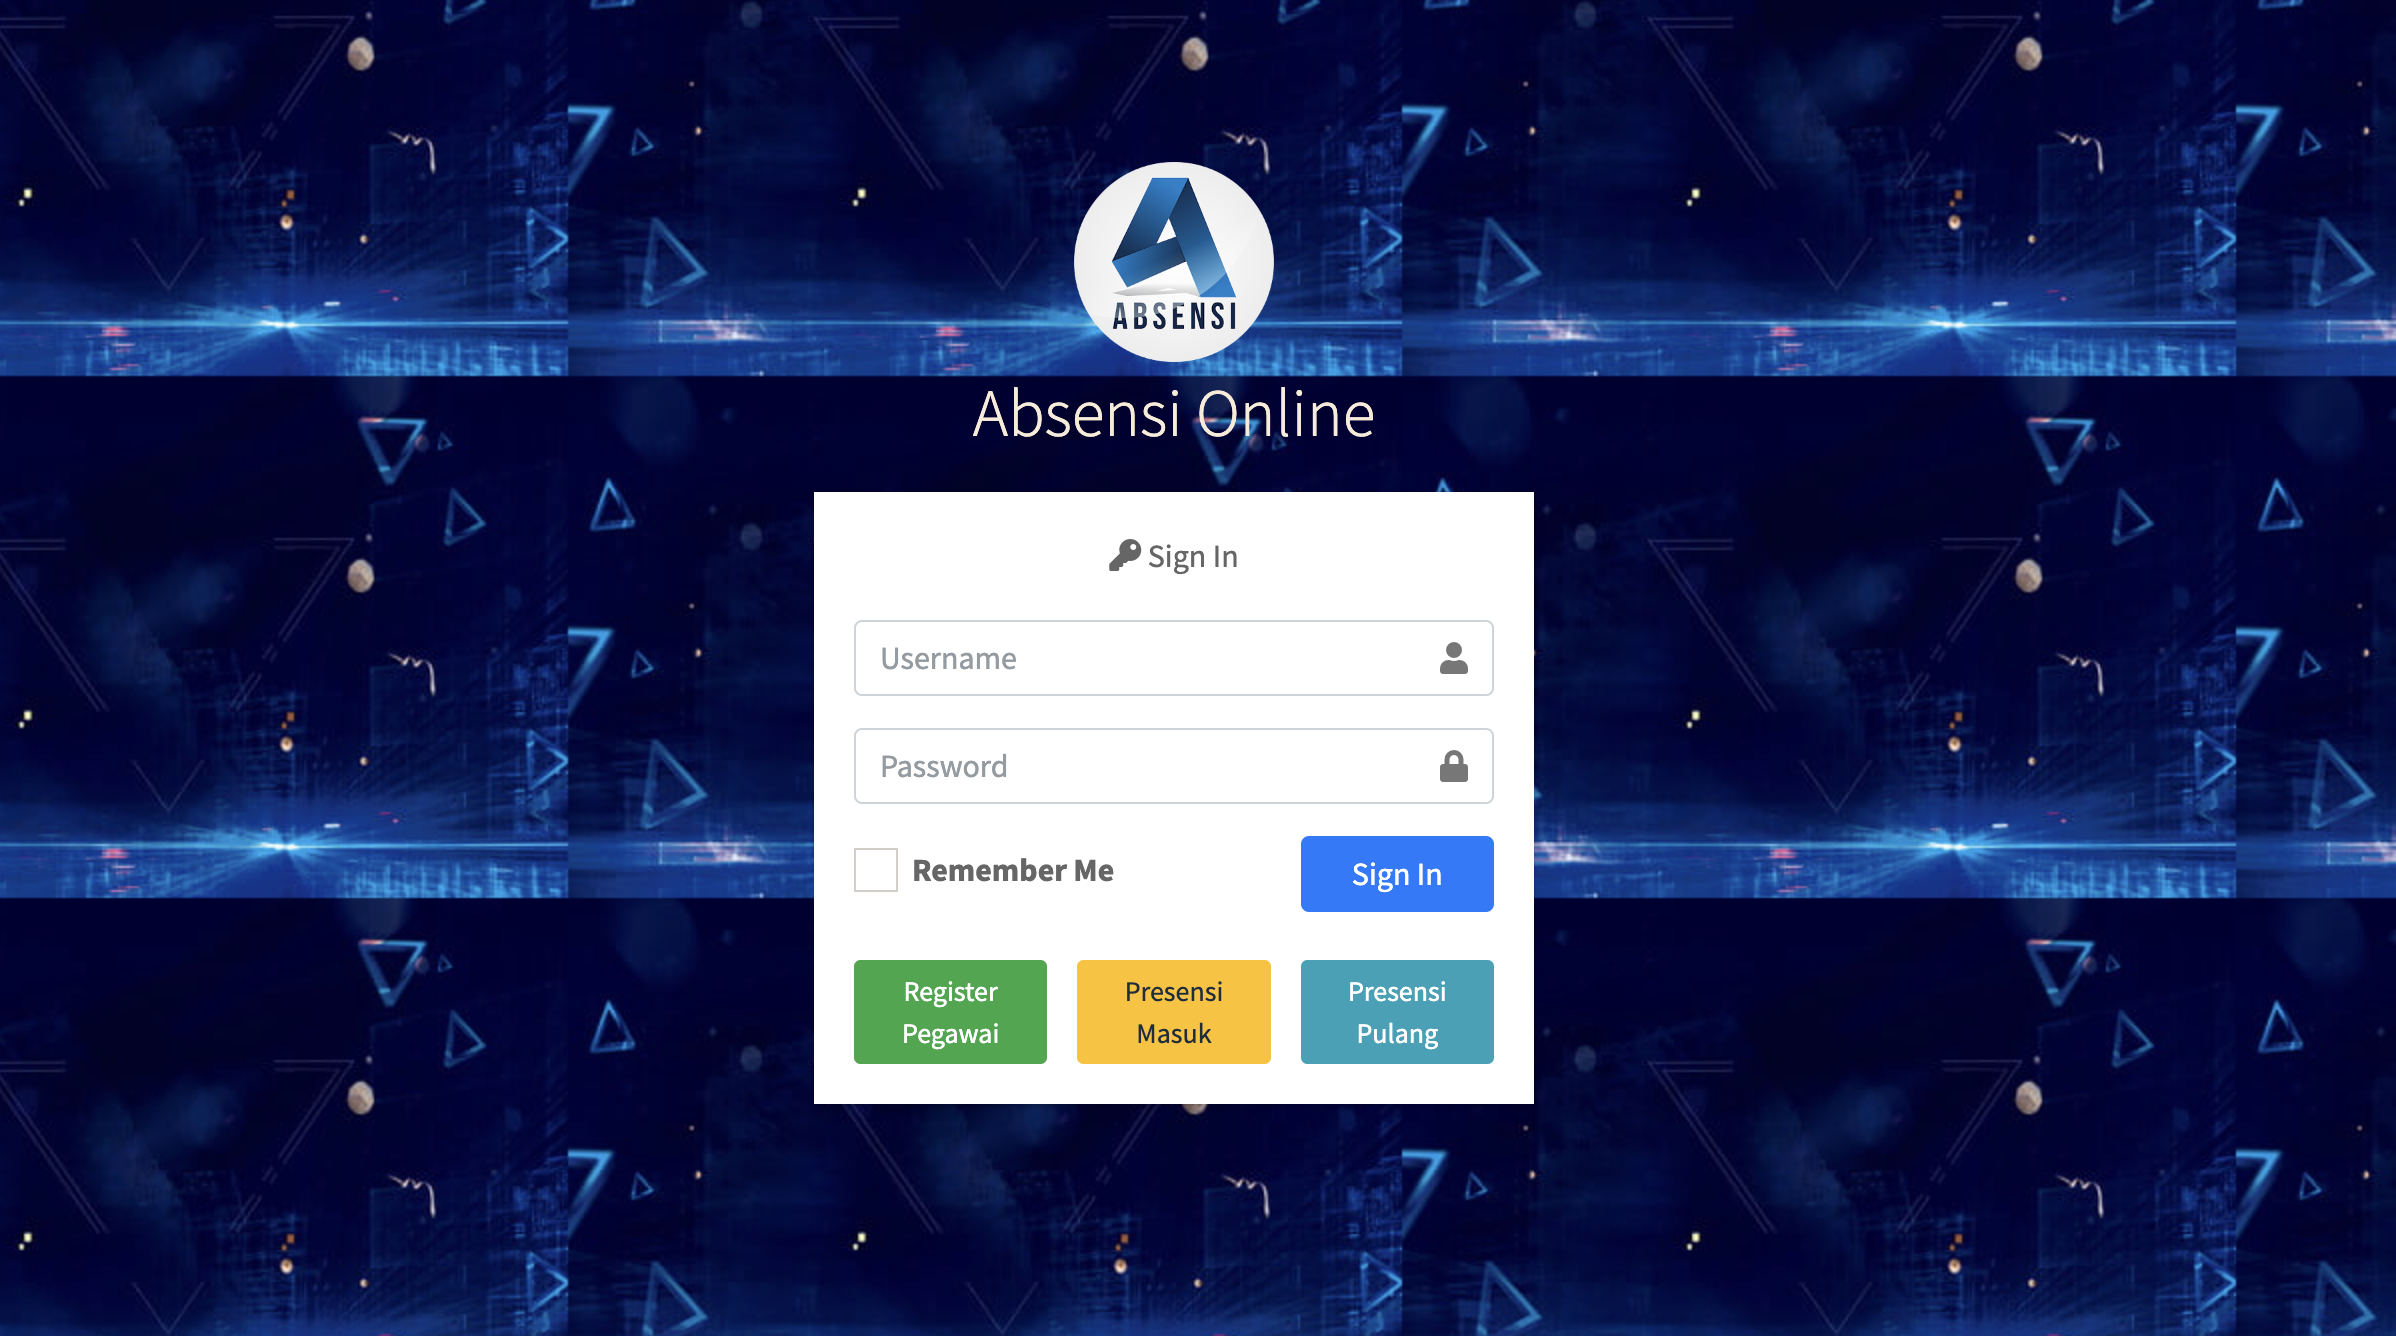 ABSENSI
Absensi Online
Sign In
Username
Password
Remember Me
Sign In
Register
Pegawai
Presensi
Masuk
Presensi
Pulang